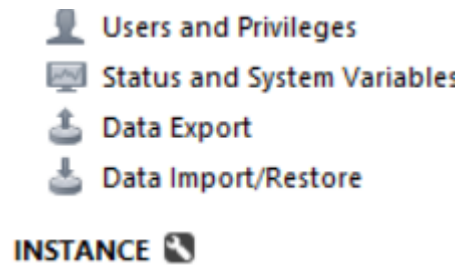 Users and Privileges
Status and System Variables
Data Export
Data Import/Restore
INSTANCE